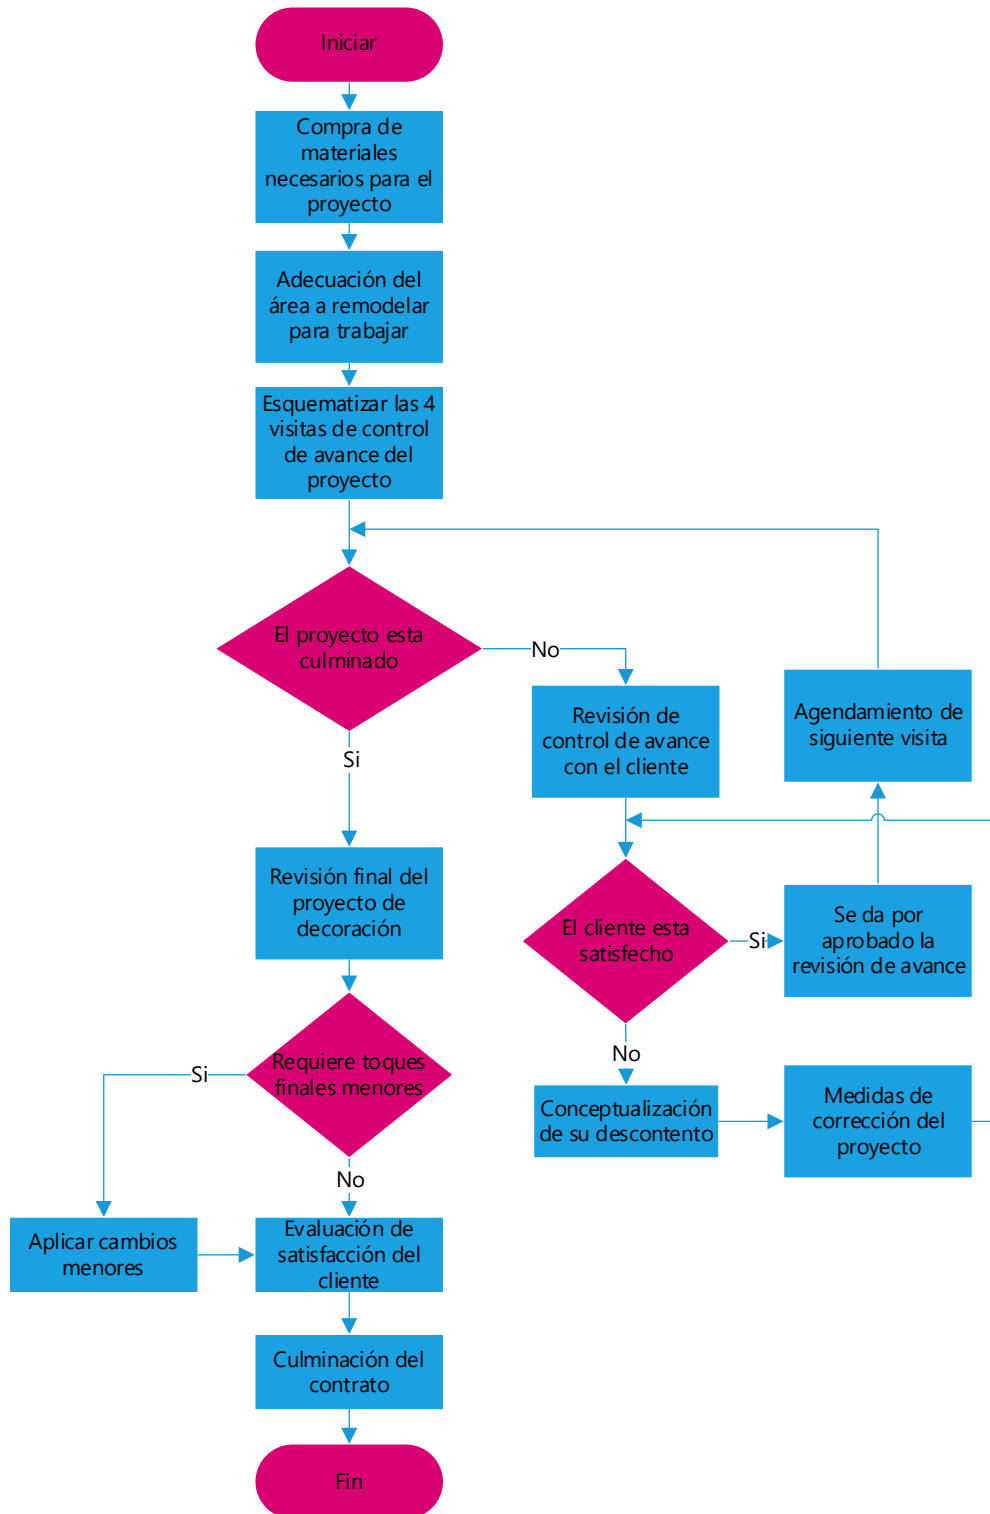 Iniciar
Compra de
materiales
necesarios para el
proyecto
Adecuación del
área a remodelar
para trabajar
Esquematizar las 4
visitas de control
de avance del
proyecto
El proyecto esta
culminado
No
Si
Revisión de
control de avance
con el cliente
Agendamiento de
siguiente visita
Revisión final del
proyecto de
decoración
El cliente esta
satisfecho
Si
Se da por
aprobado la
revisión de avance
No
Requiere toques
finales menores
Si
No
Conceptualización
de su descontento
Medidas de
corrección del
proyecto
Aplicar cambios
menores
Evaluación de
satisfacción del
cliente
Culminación del
contrato
Fin